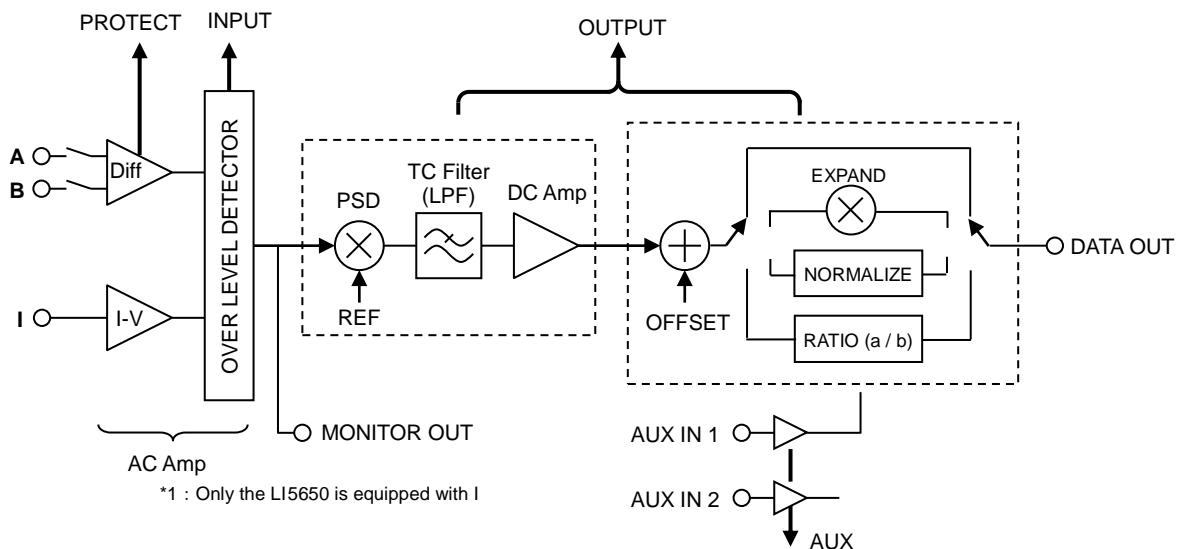 PROTECT
INPUT
OUTPUT
A
B
Diff
I
I-V
OVER LEVEL DETECTOR
PSD
REF
TC Filter
(LPF)
DC Amp
OFFSET
EXPAND
NORMALIZE
RATIO (a / b)
DATA OUT
MONITOR OUT
AC Amp
*1 : Only the LI5650 is equipped with I
AUX IN 1
AUX IN 2
AUX